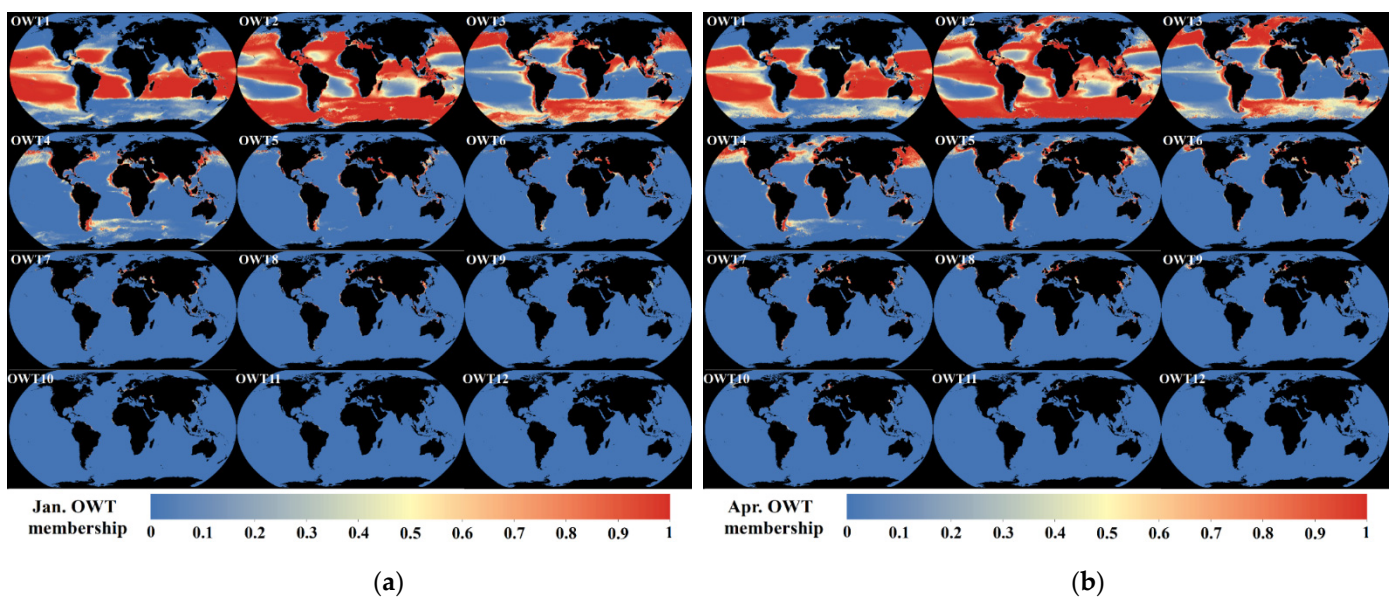 OWT1 OWT2 OWT3
OWT4 OWT5 OWT6
OWT7 OWT8 OWT9
OWT10 OWT11 OWT12
Jan. OWT
membership
0 0.1 0.2 0.3 0.4 0.5 0.6 0.7 0.8 0.9 1
(a)
OWT1 OWT2 OWT3
OWT4 OWT5 OWT6
OWT7 OWT8 OWT9
OWT10 OWT11 OWT12
Apr. OWT
membership
0 0.1 0.2 0.3 0.4 0.5 0.6 0.7 0.8 0.9 1
(b)